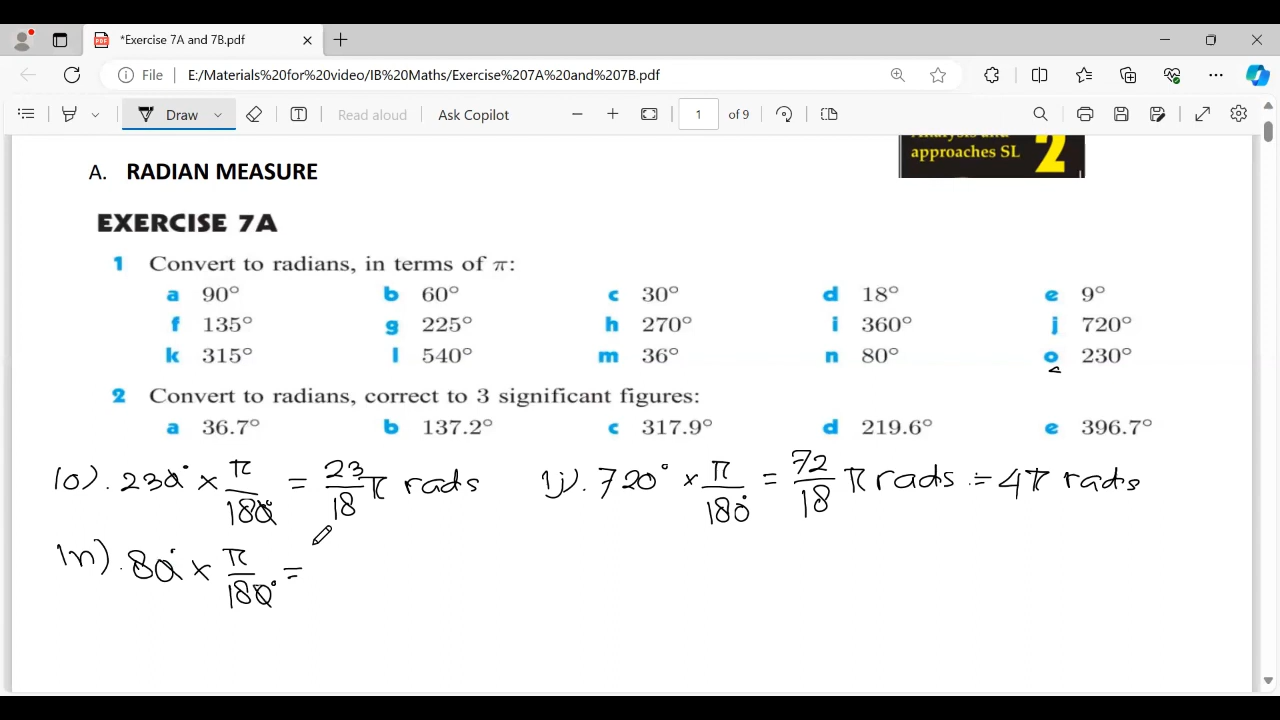 *Exercise 7A and 7B.pdf
File E:/Materials%20for%20video/IB%20Maths/Exercise%207A%20and%207B.pdf
Draw Read aloud Ask Copilot 1 of 9
Analysis and
approaches SL 2
A. RADIAN MEASURE
EXERCISE 7A
1 Convert to radians, in terms of π:
a 90° b 60° c 30° d 18° e 9°
f 135° g 225° h 270° i 360° j 720°
k 315° l 540° m 36° n 80° o 230°
2 Convert to radians, correct to 3 significant figures:
a 36.7° b 137.2° c 317.9° d 219.6° e 396.7°
1o). 230° × π/180° = 23/18 π rads 1j). 720° × π/180° = 72/18 π rads = 4π rads
1n). 80° × π/180° =